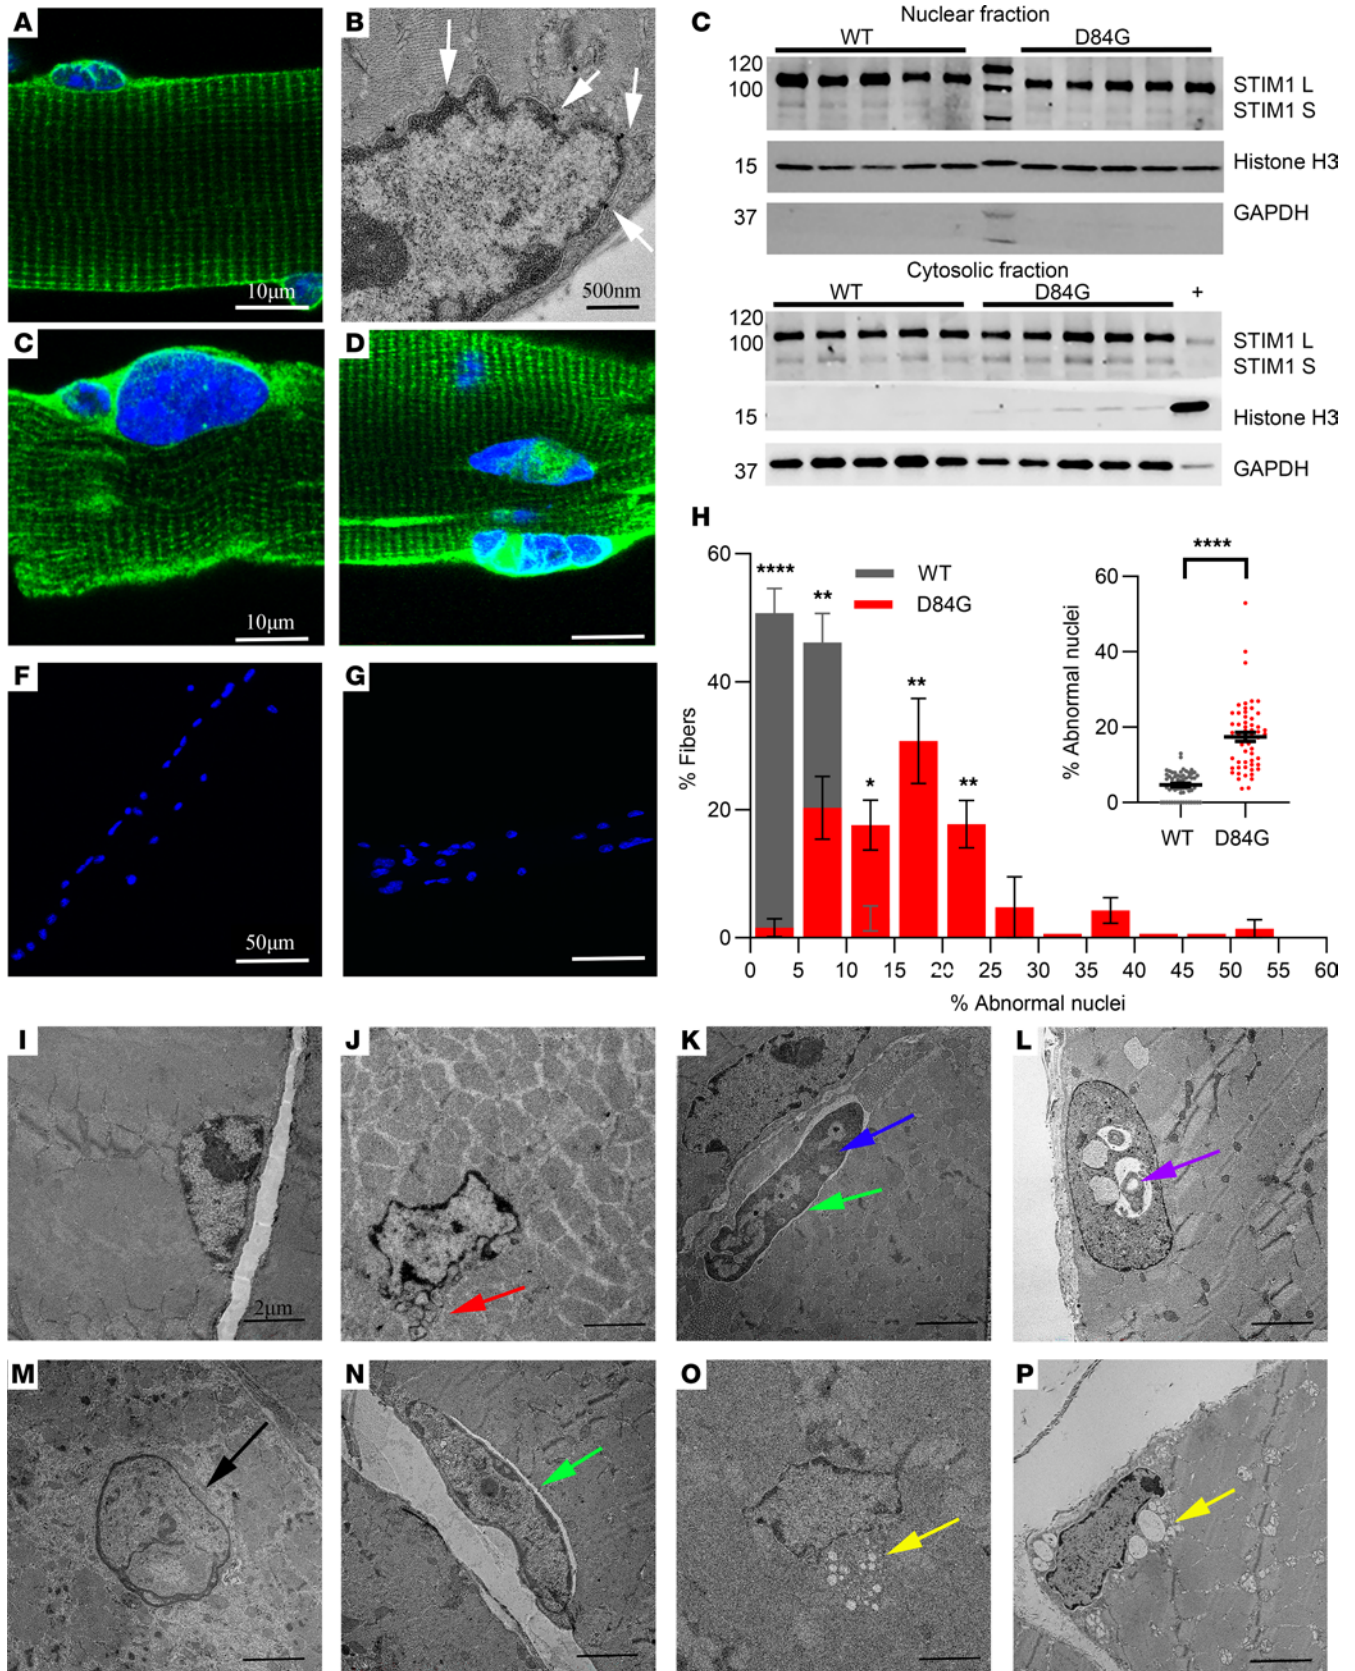 A
10μm
B
500nm
C
Nuclear fraction
WT
D84G
120
100
STIM1 L
STIM1 S
15
Histone H3
37
GAPDH
Cytosolic fraction
WT
D84G
+
120
100
STIM1 L
STIM1 S
15
Histone H3
37
GAPDH
C
10μm
D
F
50μm
G
H
60
40
20
0
% Fibers
****
**
*
**
**
WT
D84G
0 5 10 15 20 25 30 35 40 45 50 55 60
% Abnormal nuclei
****
60
40
20
0
% Abnormal nuclei
WT D84G
I
2μm
J
K
L
M
N
O
P